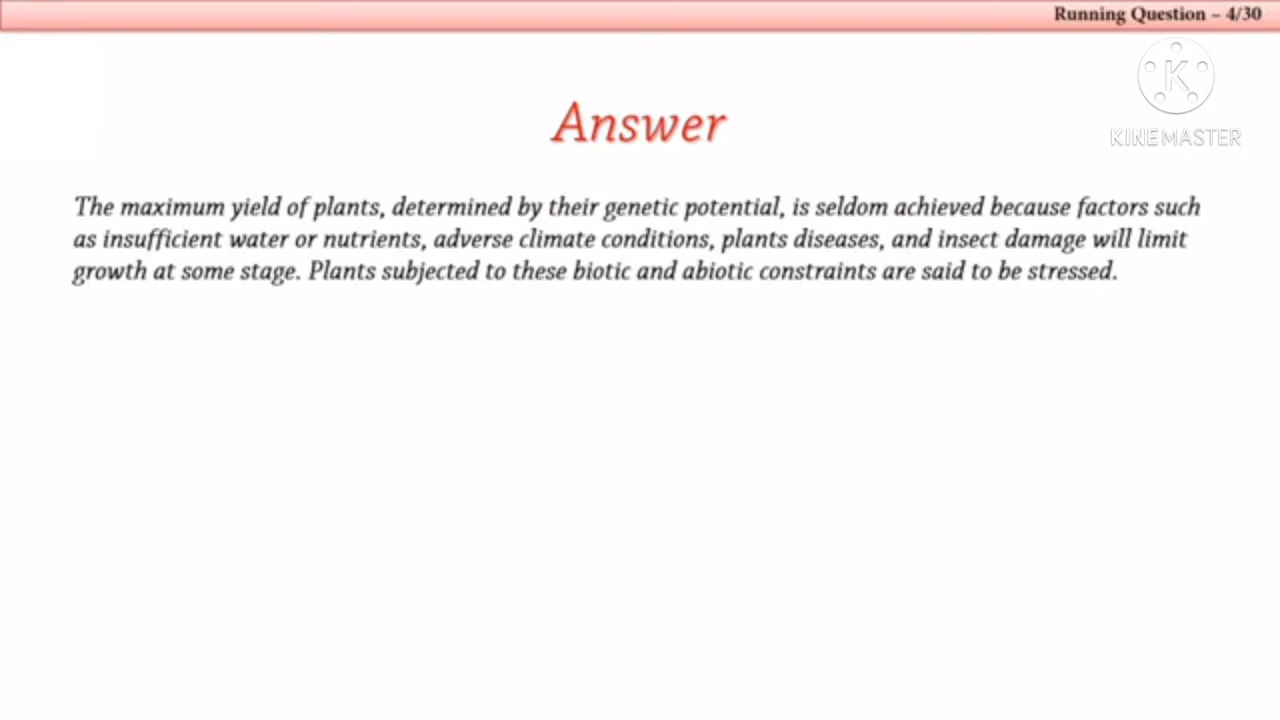 Running Question – 4/30
K
KINEMASTER
Answer
The maximum yield of plants, determined by their genetic potential, is seldom achieved because factors such
as insufficient water or nutrients, adverse climate conditions, plants diseases, and insect damage will limit
growth at some stage. Plants subjected to these biotic and abiotic constraints are said to be stressed.